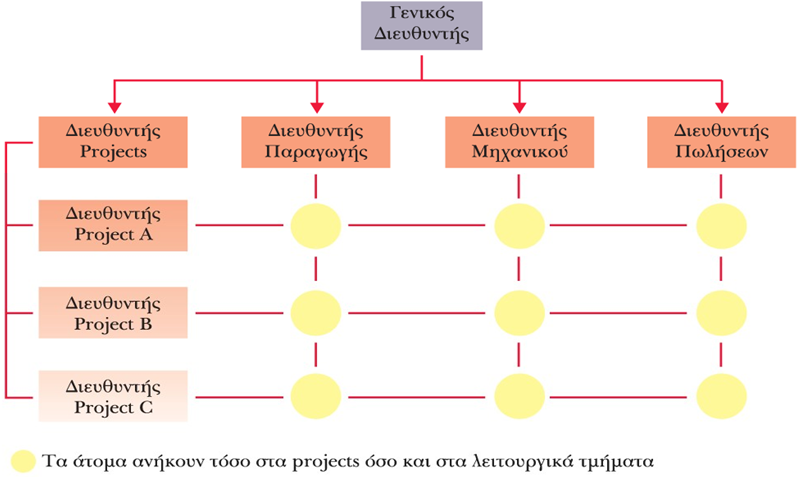 Γενικός
Διευθυντής
Διευθυντής
Projects
Διευθυντής
Παραγωγής
Διευθυντής
Μηχανικού
Διευθυντής
Πωλήσεων
Διευθυντής
Project A
Διευθυντής
Project B
Διευθυντής
Project C
Τα άτομα ανήκουν τόσο στα projects όσο και στα λειτουργικά τμήματα